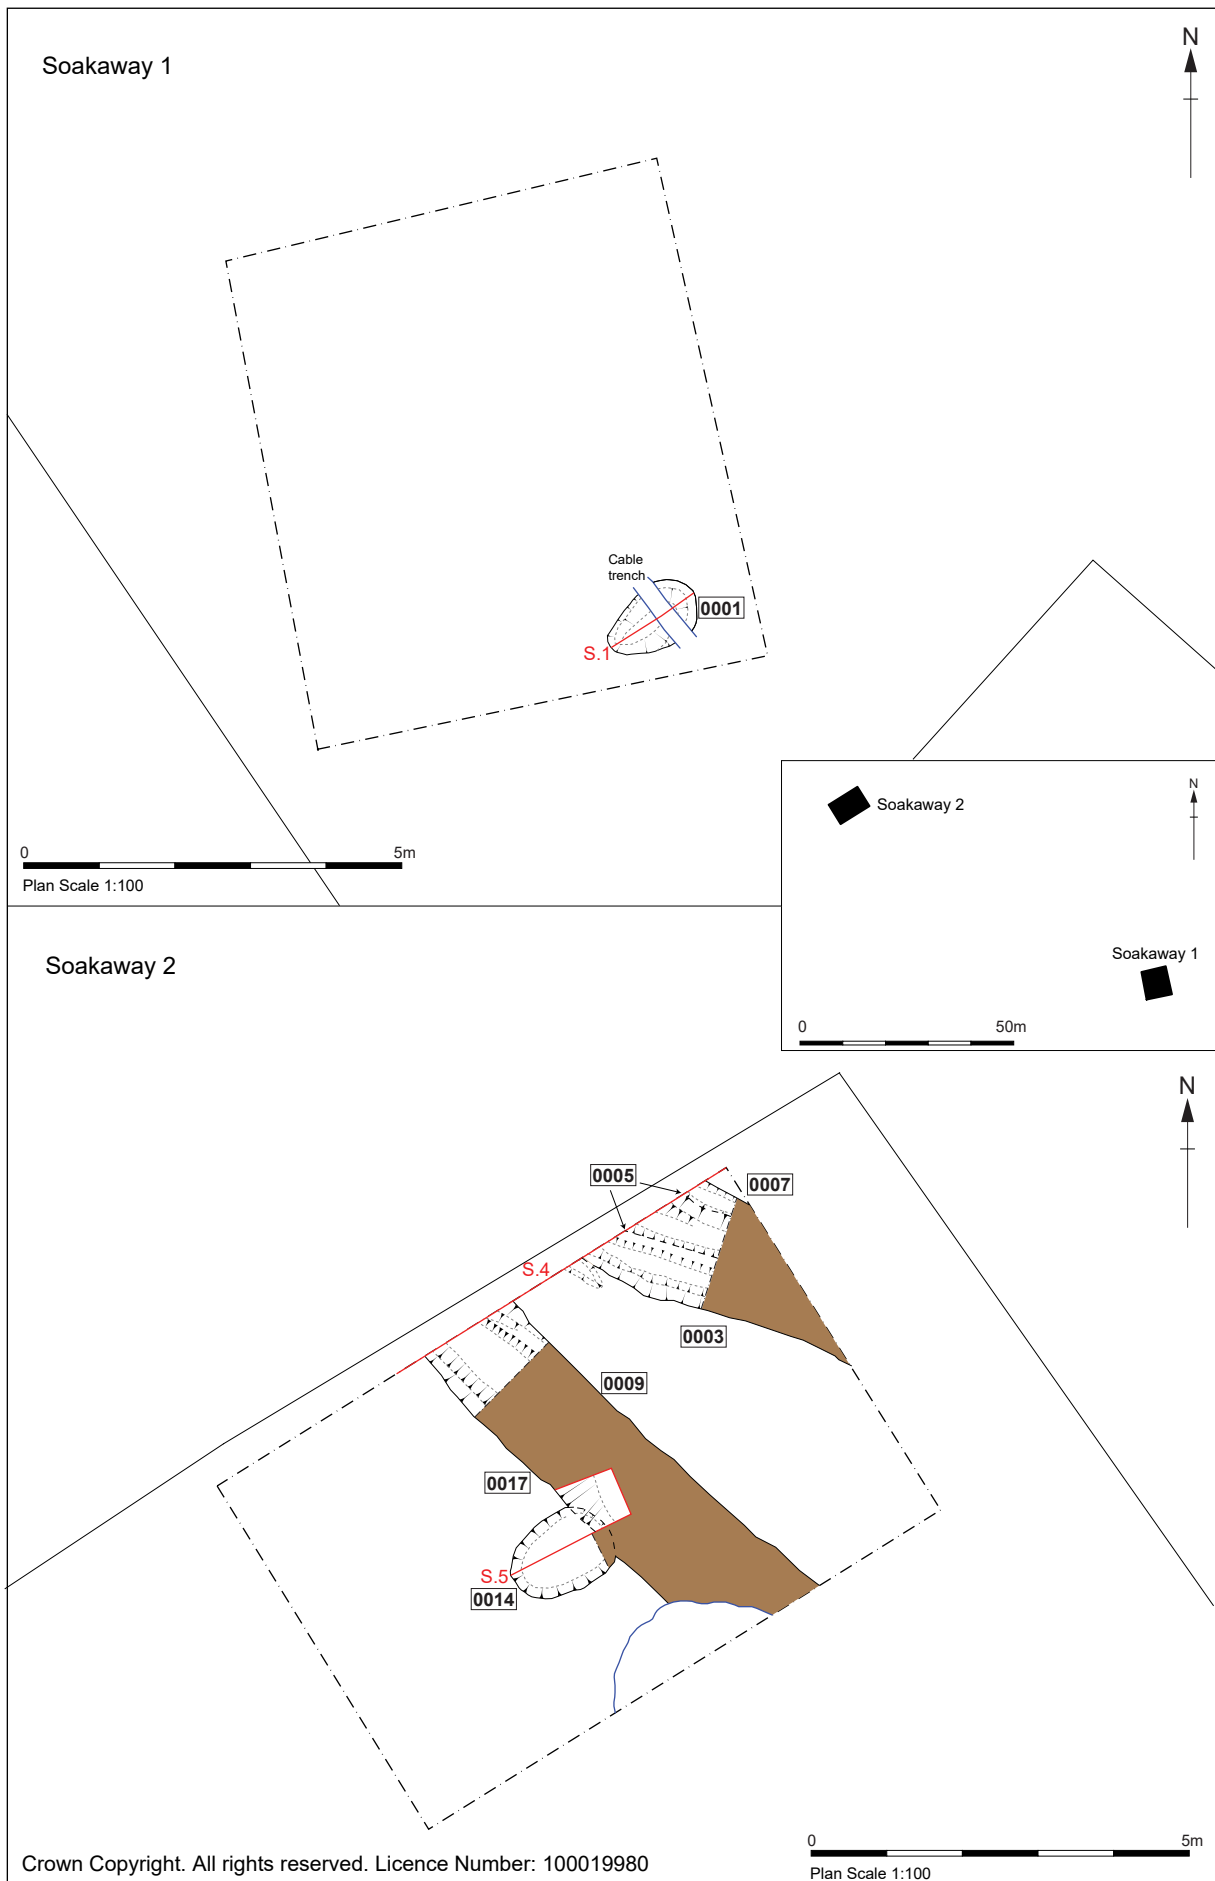 Soakaway 1
N
Cable
trench
0001
S.1
0 5m
Plan Scale 1:100
N
Soakaway 2
Soakaway 1
0 50m
Soakaway 2
N
0005
0007
S.4
0003
0009
0017
S.5
0014
0 5m
Plan Scale 1:100
Crown Copyright. All rights reserved. Licence Number: 100019980